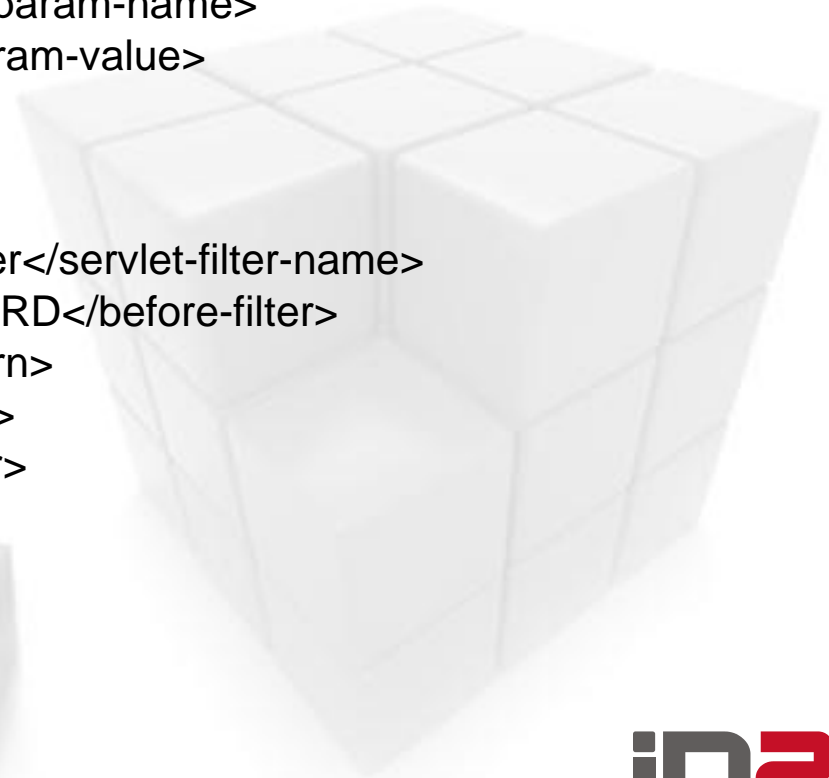 param-name>
ram-value>
er</servlet-filter-name>
RD</before-filter>
rn>
>
r>